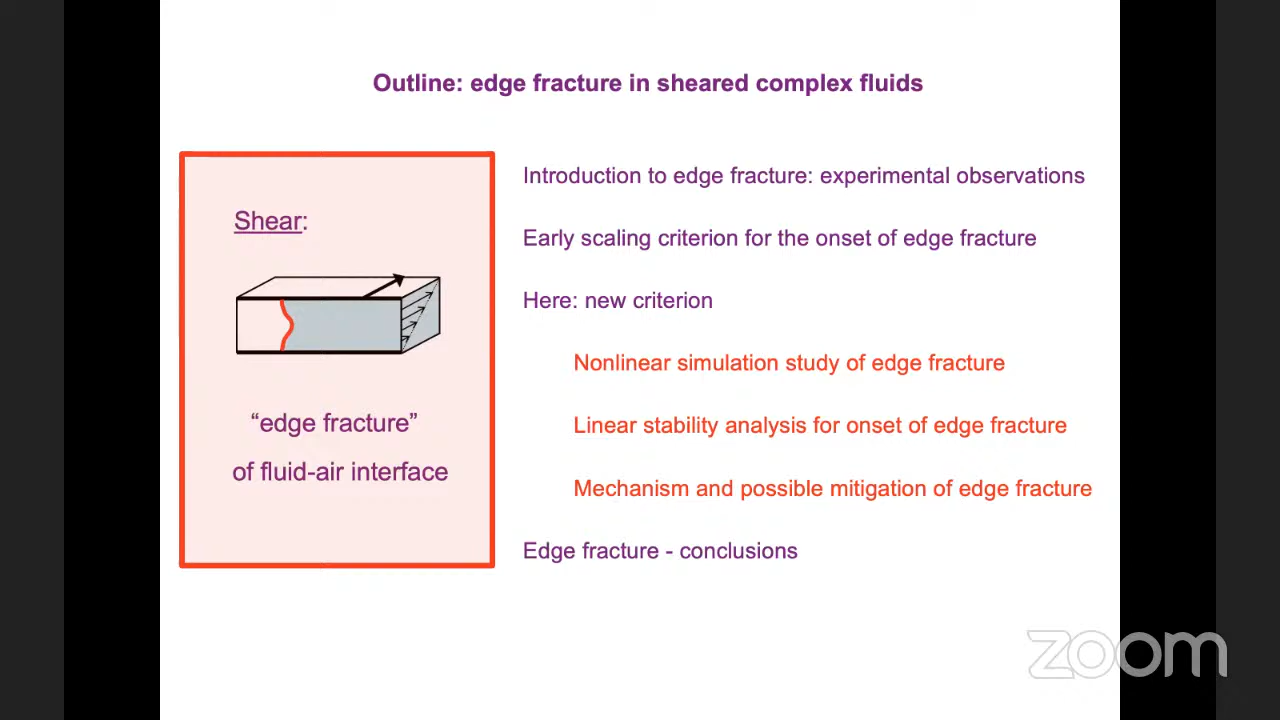 Outline: edge fracture in sheared complex fluids
Shear:
“edge fracture”
of fluid-air interface
Introduction to edge fracture: experimental observations
Early scaling criterion for the onset of edge fracture
Here: new criterion
Nonlinear simulation study of edge fracture
Linear stability analysis for onset of edge fracture
Mechanism and possible mitigation of edge fracture
Edge fracture - conclusions
zoom